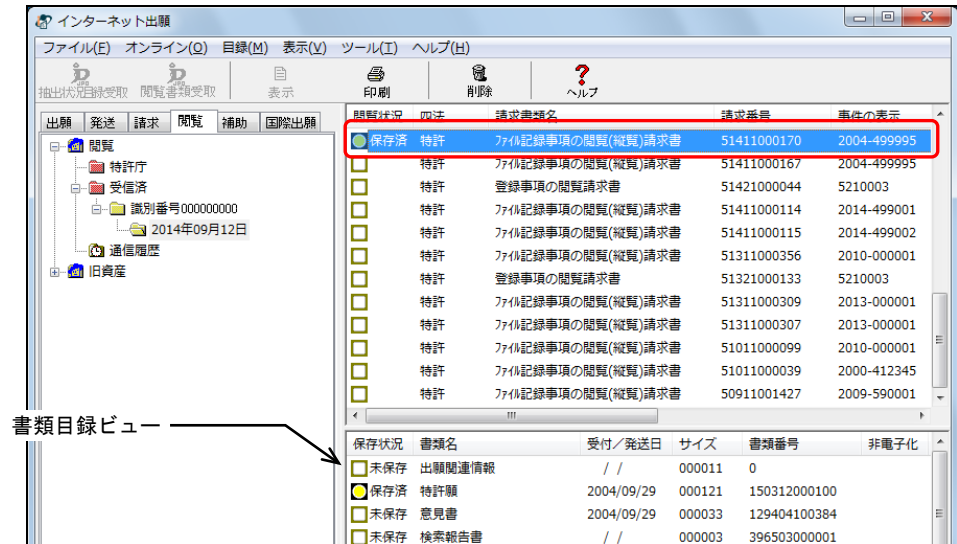 インターネット出願
ファイル(F) オンライン(O) 目録(M) 表示(V) ツール(T) ヘルプ(H)
抽出状況目録受取 閲覧書類受取 表示 印刷 削除 ヘルプ
出願 発送 請求 閲覧 補助 国際出願
閲覧
特許庁
受信済
識別番号000000000
2014年09月12日
通信履歴
旧資産
閲覧状況 四法 請求書類名 請求番号 事件の表示
保存済 特許 ファイル記録事項の閲覧(縦覧)請求書 51411000170 2004-499995
特許 ファイル記録事項の閲覧(縦覧)請求書 51411000167 2004-499995
特許 登録事項の閲覧請求書 51421000044 5210003
特許 ファイル記録事項の閲覧(縦覧)請求書 51411000114 2014-499001
特許 ファイル記録事項の閲覧(縦覧)請求書 51411000115 2014-499002
特許 ファイル記録事項の閲覧(縦覧)請求書 51311000356 2010-000001
特許 登録事項の閲覧請求書 51321000133 5210003
特許 ファイル記録事項の閲覧(縦覧)請求書 51311000309 2013-000001
特許 ファイル記録事項の閲覧(縦覧)請求書 51311000307 2013-000001
特許 ファイル記録事項の閲覧(縦覧)請求書 51011000099 2010-000001
特許 ファイル記録事項の閲覧(縦覧)請求書 51011000039 2000-412345
特許 ファイル記録事項の閲覧(縦覧)請求書 50911001427 2009-590001
書類目録ビュー
保存状況 書類名 受付／発送日 サイズ 書類番号 非電子化
未保存 出願関連情報 / / 000011 0
保存済 特許願 2004/09/29 000121 150312000100
未保存 意見書 2004/09/29 000033 129404100384
未保存 検索報告書 / / 000003 396503000001